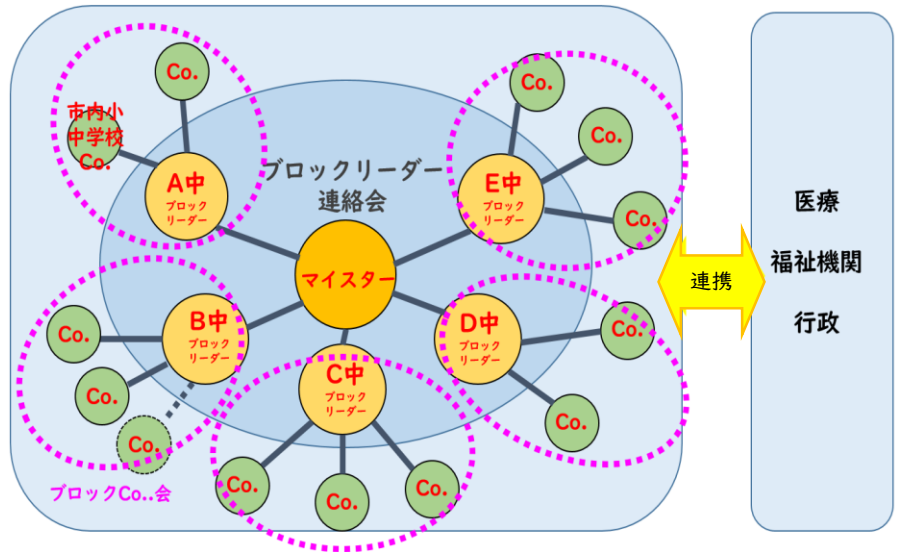 Co.
市内小
中学校
Co.
A中
ブロック
リーダー
ブロックリーダー
連絡会
Co.
Co.
Co.
E中
ブロック
リーダー
マイスター
B中
ブロック
リーダー
Co.
Co.
Co.
ブロックCo..会
C中
ブロック
リーダー
Co.
Co.
Co.
D中
ブロック
リーダー
Co.
Co.
連携
医療
福祉機関
行政